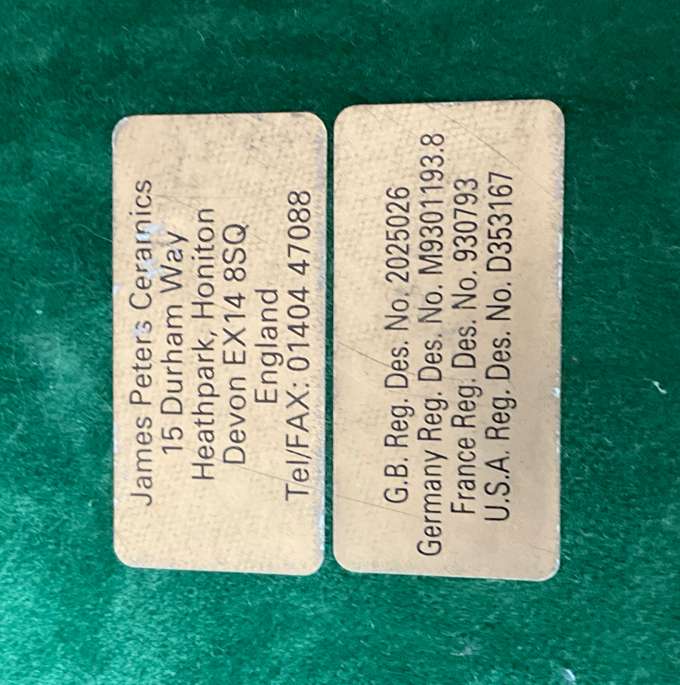 James Peters Ceramics
15 Durham Way
Heathpark, Honiton
Devon EX14 8SQ
England
Tel/FAX: 01404 47088
G.B. Reg. Des. No. 2025026
Germany Reg. Des. No. M9301193.8
France Reg. Des. No. 930793
U.S.A. Reg. Des. No. D353167